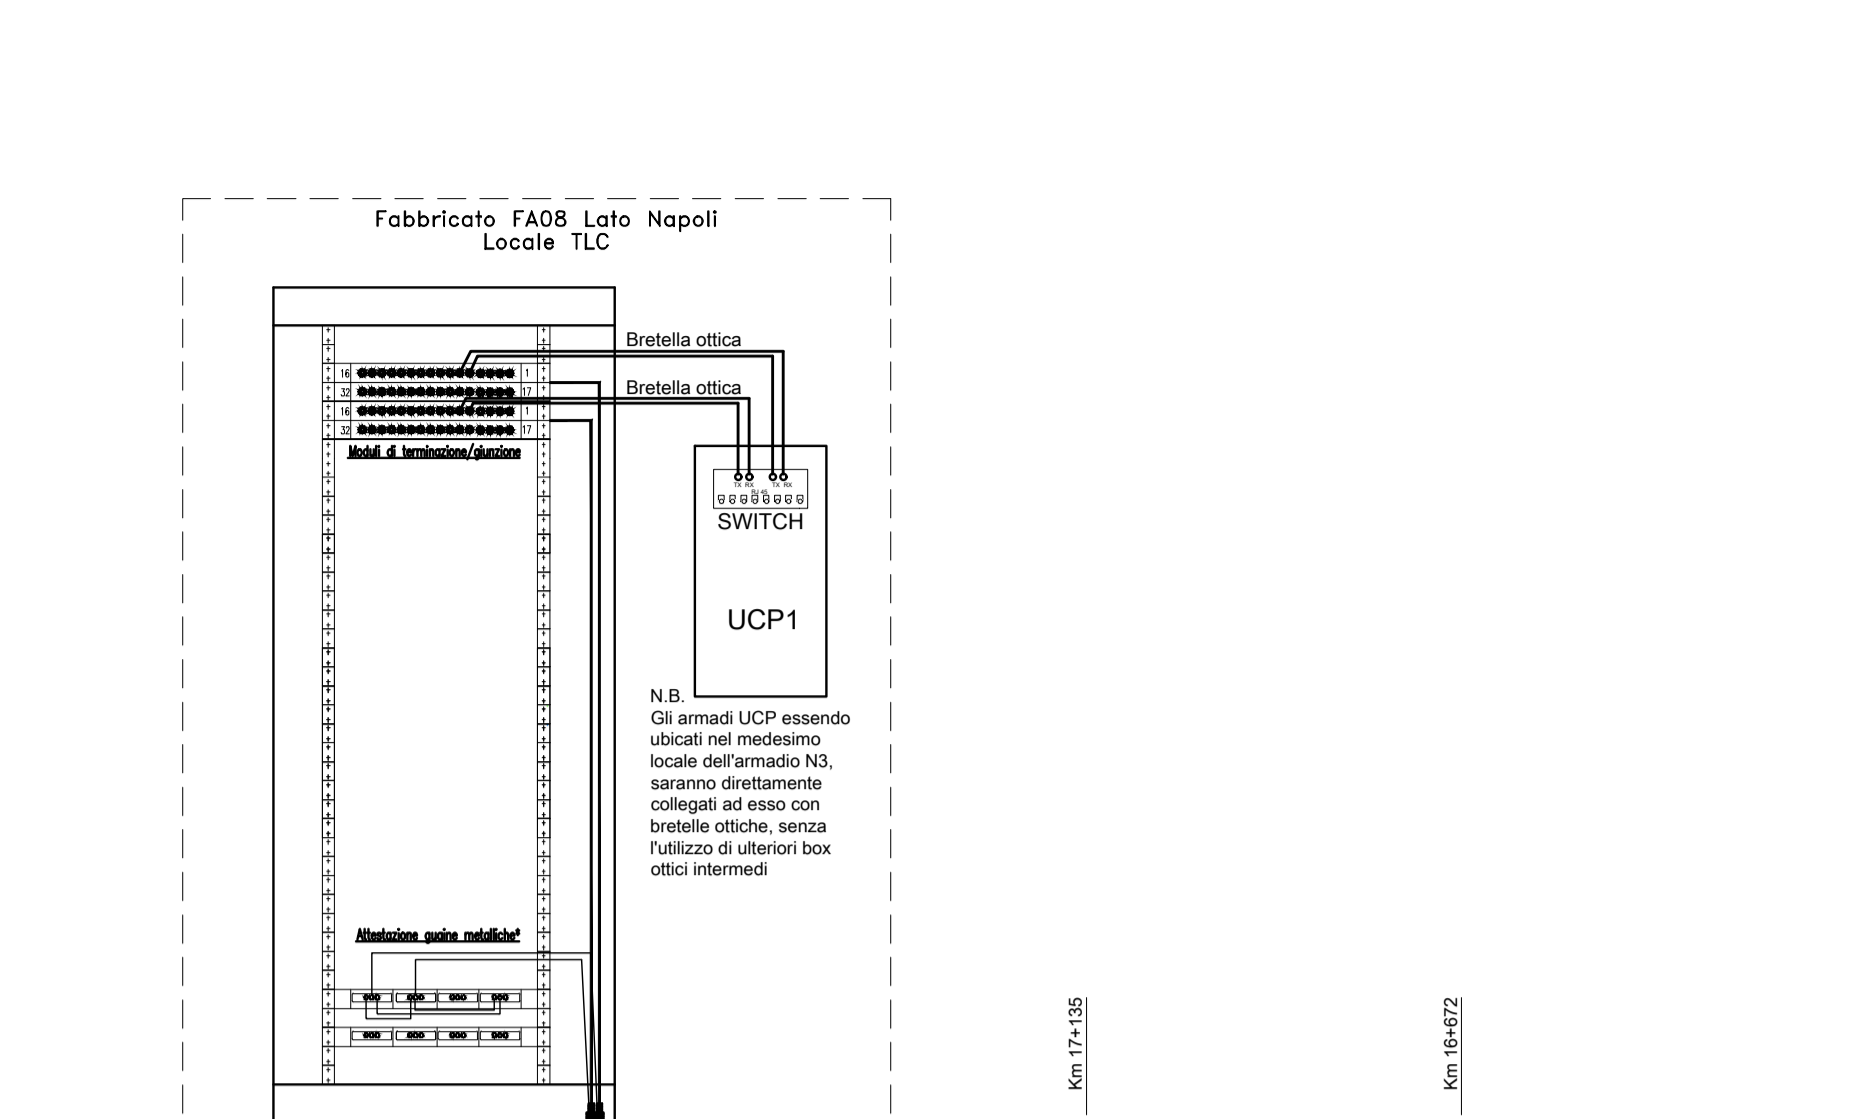 Fabbricato FA08 Lato Napoli
Locale TLC
Bretella ottica
16 1
Bretella ottica
32 17
16 1
32 17
Moduli di terminazione/giunzione
TX RX TX RX
RJ 45
SWITCH
UCP1
N.B.
Gli armadi UCP essendo
ubicati nel medesimo
locale dell'armadio N3,
saranno direttamente
collegati ad esso con
bretelle ottiche, senza
l'utilizzo di ulteriori box
ottici intermedi
Attestazione guaine metalliche*
Km 17+135
Km 16+672